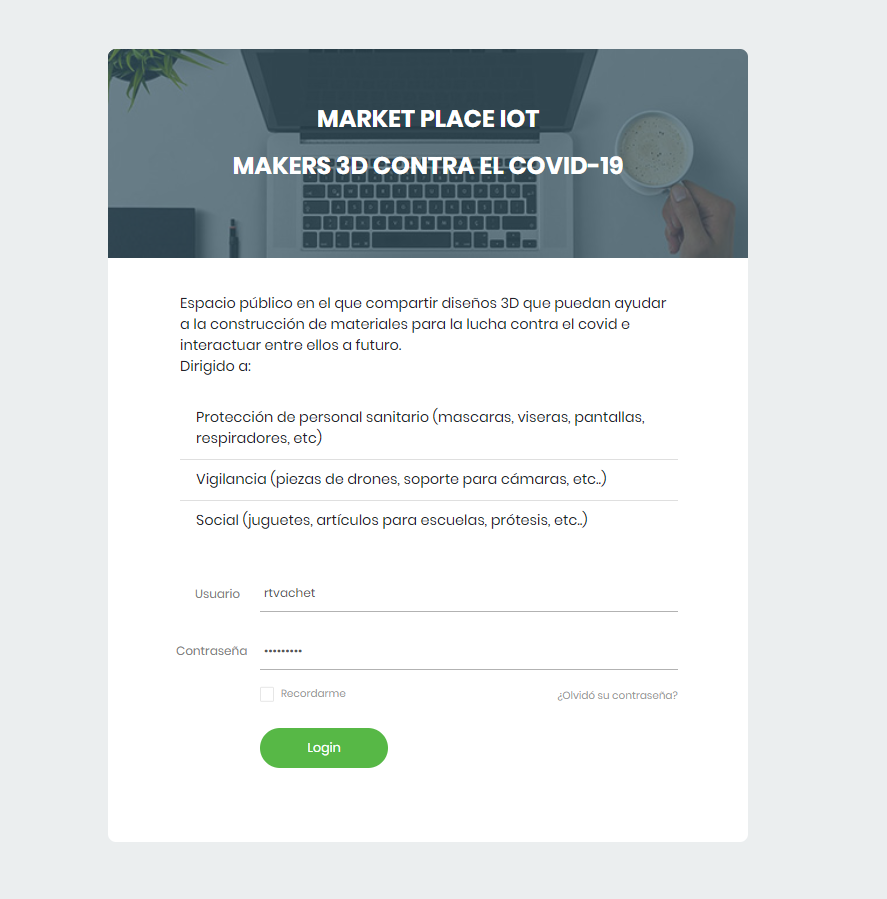 MARKET PLACE IOT
MAKERS 3D CONTRA EL COVID-19
Espacio público en el que compartir diseños 3D que puedan ayudar
a la construcción de materiales para la lucha contra el covid e
interactuar entre ellos a futuro.
Dirigido a:
Protección de personal sanitario (mascaras, viseras, pantallas,
respiradores, etc)
Vigilancia (piezas de drones, soporte para cámaras, etc..)
Social (juguetes, artículos para escuelas, prótesis, etc..)
Usuario rtvachet
Contraseña •••••••••
Recordarme ¿Olvidó su contraseña?
Login